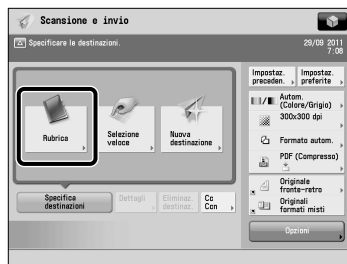 Scansione e invio
Specificare le destinazioni.
29/09 2011
7:08
Rubrica
Selezione
veloce
Nuova
destinazione
Specifica
destinazioni
Dettagli
Eliminaz.
destinaz.
Cc
Ccn
Impostaz.
preceden.
Impostaz.
preferite
Autom.
(Colore/Grigio)
300x300 dpi
Formato autom.
PDF (Compresso)
Originale
fronte-retro
Originali
formati misti
Opzioni